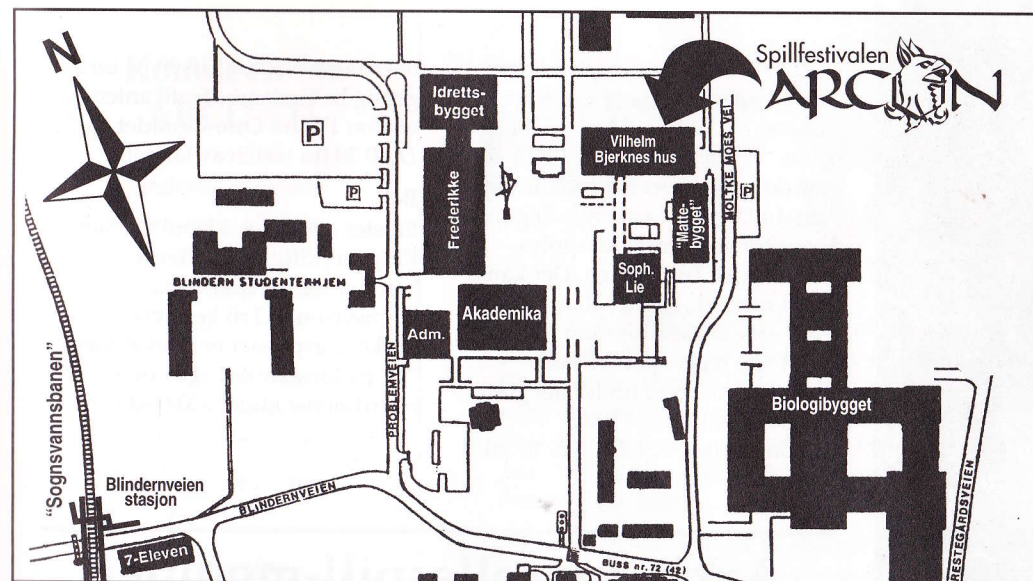 N
Spillfestivalen
ARCON
Idretts-
bygget
P
Vilhelm
Bjerknes hus
MOLTKE MOES VEI
P
P
Frederikke
"Matte-
bygget"
Soph.
Lie
BLINDERN STUDENTERHJEM
Akademika
Adm.
PROBLEMVEIEN
Biologibygget
"Sognsvannsbanen"
Blindernveien
stasjon
BLINDERNVEIEN
7-Eleven
BUSS nr. 72 (42)
ESTEGÅRDSVEIEN